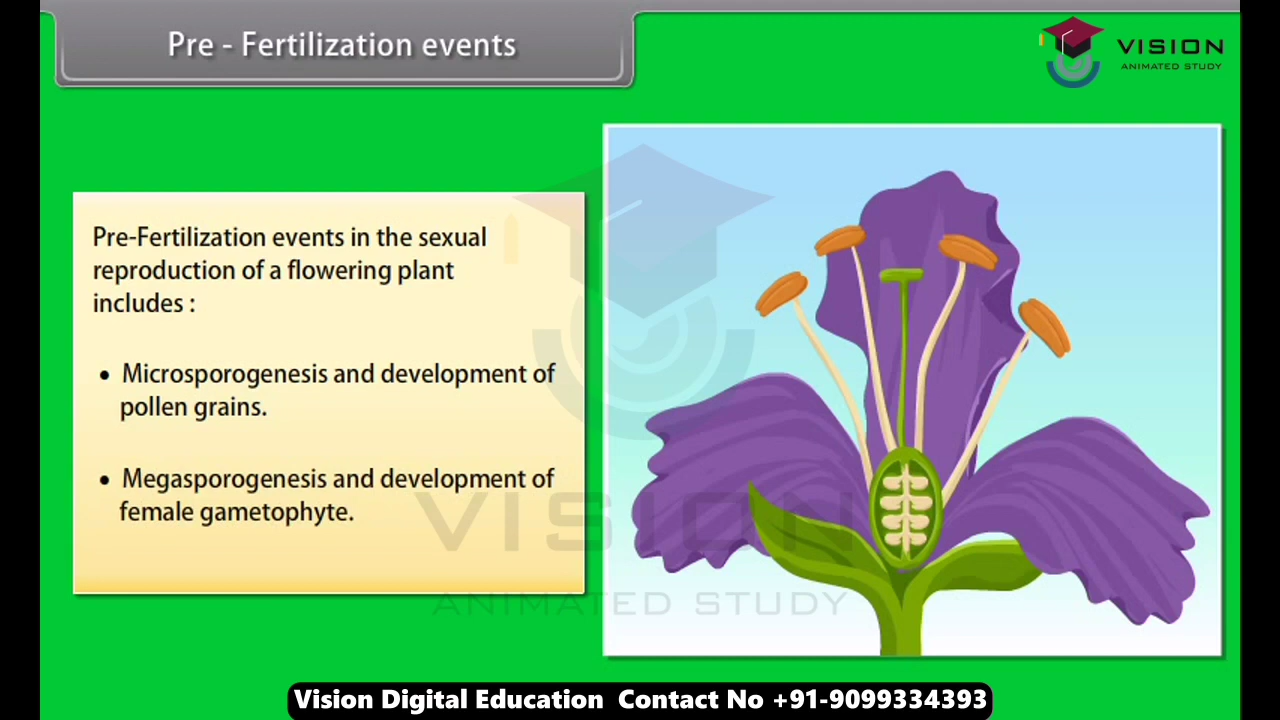 Pre - Fertilization events
VISION
ANIMATED STUDY
Pre-Fertilization events in the sexual
reproduction of a flowering plant
includes :
• Microsporogenesis and development of
pollen grains.
• Megasporogenesis and development of
female gametophyte.
VISION
ANIMATED STUDY
Vision Digital Education Contact No +91-9099334393